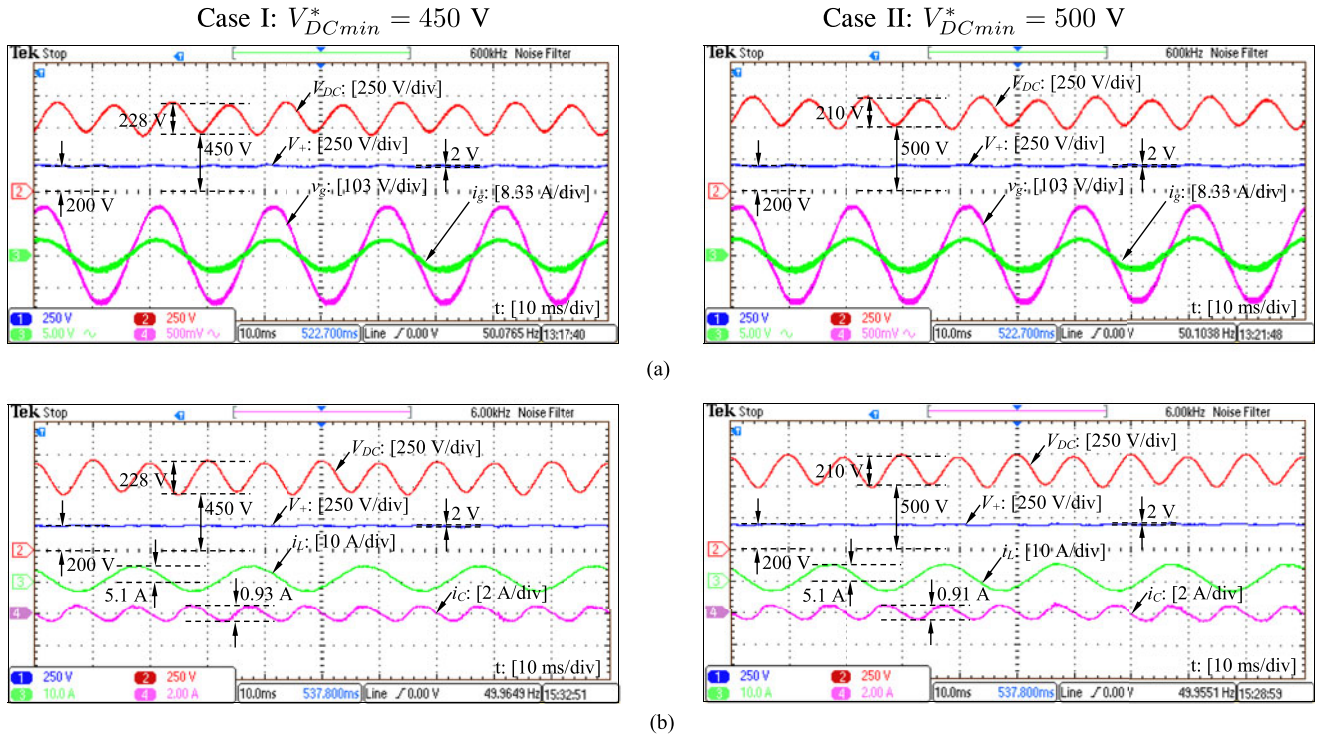 Case I: V*DCmin = 450 V
Case II: V*DCmin = 500 V
Tek Stop 600kHz Noise Filter
VDC: [250 V/div]
228 V
450 V
V+: [250 V/div]
2 V
vg: [103 V/div]
ig: [8.33 A/div]
200 V
2
3
t: [10 ms/div]
1 250 V 2 250 V
3 5.00 V 4 500mV
10.0ms 522.700ms Line 0.00 V 50.0765 Hz 13:17:40
Tek Stop 600kHz Noise Filter
VDC: [250 V/div]
210 V
500 V
V+: [250 V/div]
2 V
vg: [103 V/div]
ig: [8.33 A/div]
200 V
2
3
t: [10 ms/div]
1 250 V 2 250 V
3 5.00 V 4 500mV
10.0ms 522.700ms Line 0.00 V 50.1038 Hz 13:21:48
(a)
Tek Stop 6.00kHz Noise Filter
VDC: [250 V/div]
228 V
450 V
V+: [250 V/div]
2 V
iL: [10 A/div]
200 V
2
3
5.1 A
0.93 A
iC: [2 A/div]
4
t: [10 ms/div]
1 250 V 2 250 V
3 10.0 A 4 2.00 A
10.0ms 537.800ms Line 0.00 V 49.9649 Hz 15:32:51
Tek Stop 6.00kHz Noise Filter
VDC: [250 V/div]
210 V
500 V
V+: [250 V/div]
2 V
iL: [10 A/div]
200 V
2
3
5.1 A
0.91 A
iC: [2 A/div]
4
t: [10 ms/div]
1 250 V 2 250 V
3 10.0 A 4 2.00 A
10.0ms 537.800ms Line 0.00 V 49.9551 Hz 15:28:59
(b)